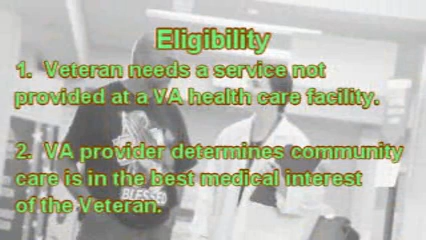 Eligibility
1. Veteran needs a service not
provided at a VA health care facility.
2. VA provider determines community
care is in the best medical interest
of the Veteran.
BLESSED